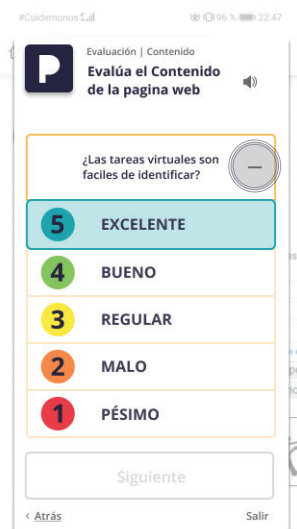 #Cuidemonos 96 % 22:47
P
Evaluación | Contenido
Evalúa el Contenido
de la pagina web
¿Las tareas virtuales son
faciles de identificar?
5 EXCELENTE
4 BUENO
3 REGULAR
2 MALO
1 PÉSIMO
Siguiente
‹ Atrás Salir